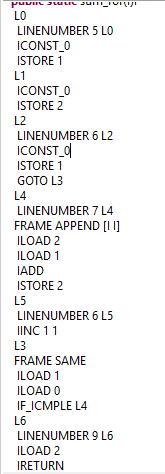 public static sum_for(I)I
L0
LINENUMBER 5 L0
ICONST_0
ISTORE 1
L1
ICONST_0
ISTORE 2
L2
LINENUMBER 6 L2
ICONST_0
ISTORE 1
GOTO L3
L4
LINENUMBER 7 L4
FRAME APPEND [I I]
ILOAD 2
ILOAD 1
IADD
ISTORE 2
L5
LINENUMBER 6 L5
IINC 1 1
L3
FRAME SAME
ILOAD 1
ILOAD 0
IF_ICMPLE L4
L6
LINENUMBER 9 L6
ILOAD 2
IRETURN